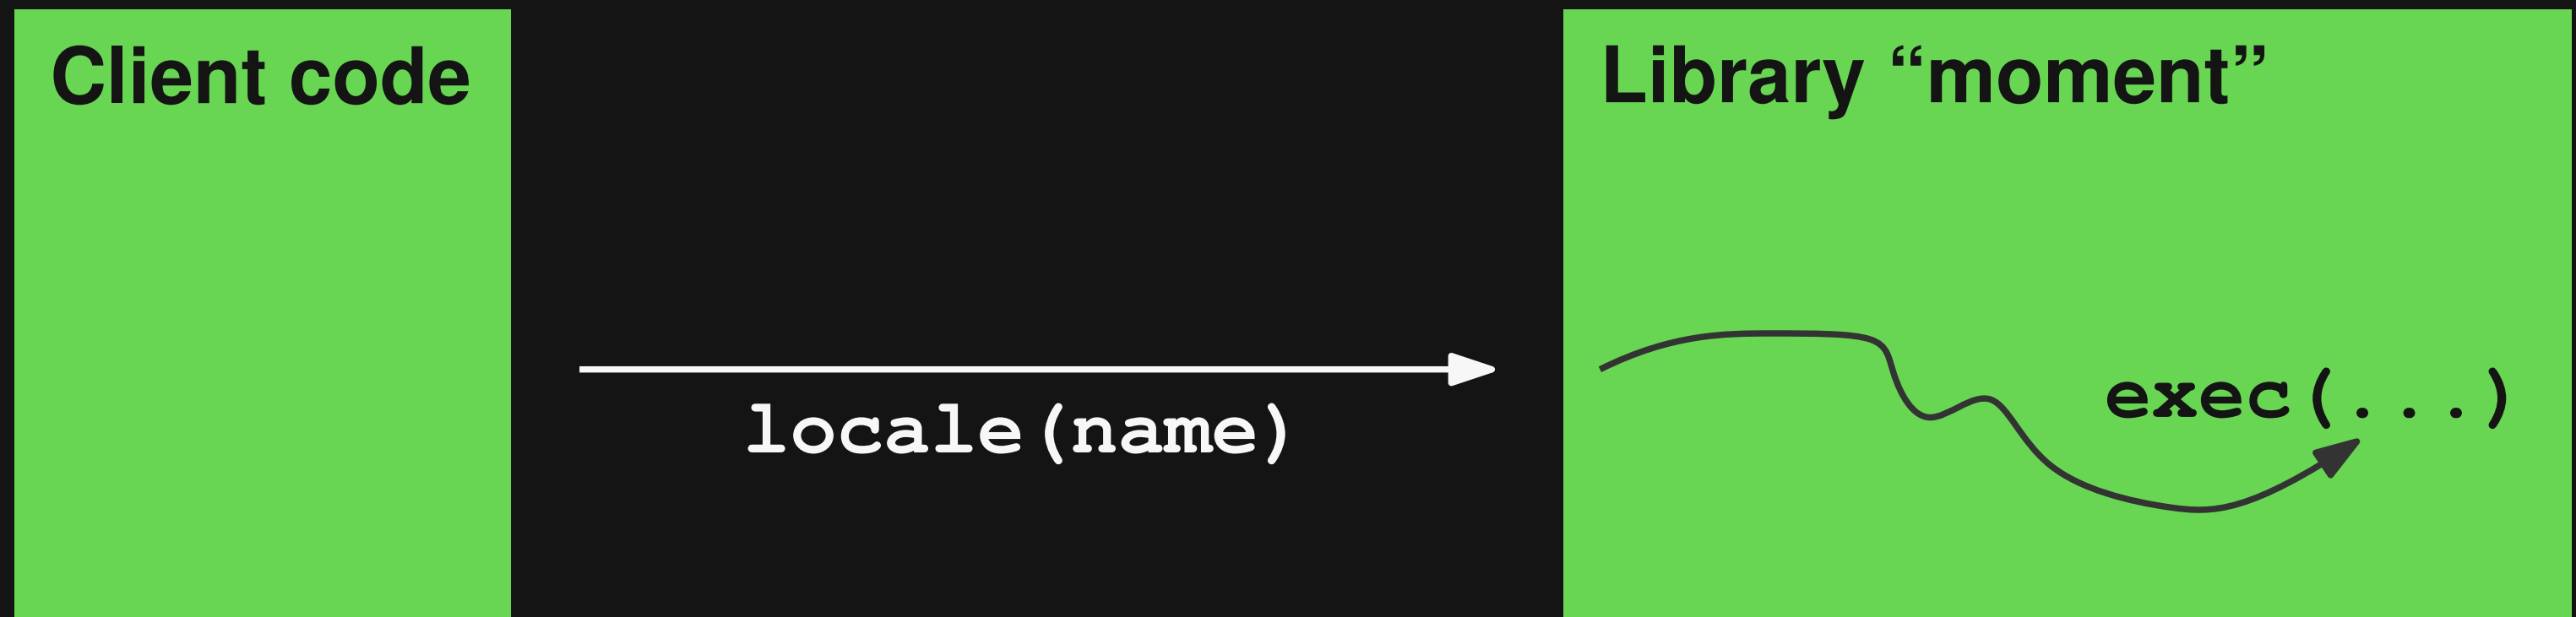 Client code
Library “moment”
locale(name)
exec(...)